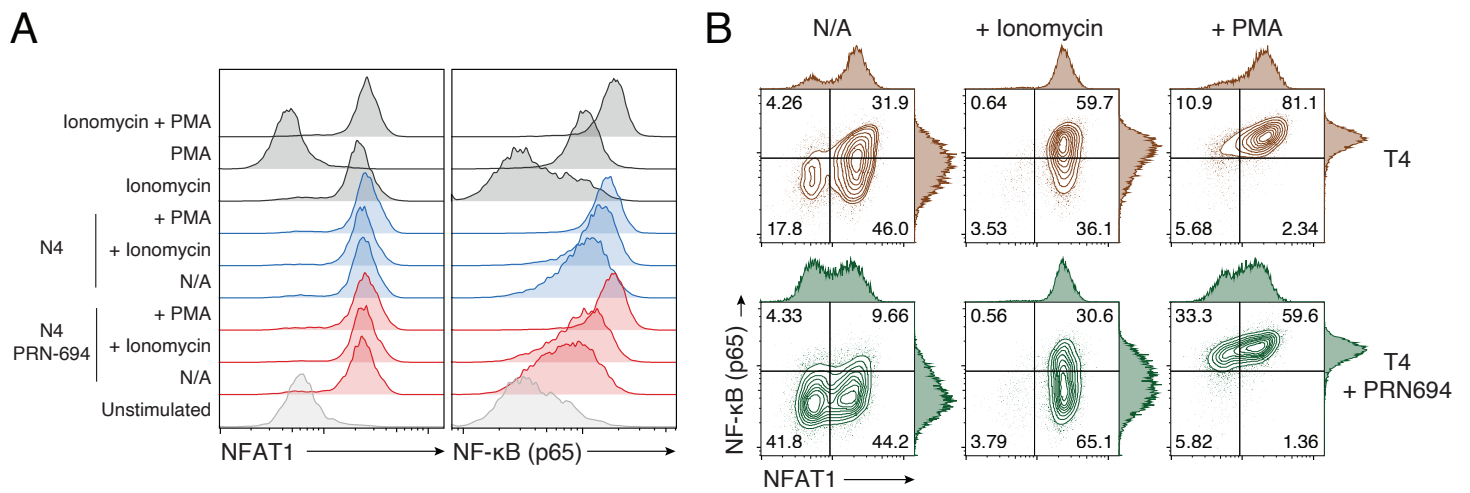 A
Ionomycin + PMA
PMA
Ionomycin
+ PMA
N4
+ Ionomycin
N/A
+ PMA
N4
PRN-694
+ Ionomycin
N/A
Unstimulated
NFAT1
NF-κB (p65)
B
N/A
+ Ionomycin
+ PMA
4.26 31.9
0.64 59.7
10.9 81.1
T4
17.8 46.0
3.53 36.1
5.68 2.34
4.33 9.66
0.56 30.6
33.3 59.6
T4
+ PRN694
41.8 44.2
3.79 65.1
5.82 1.36
NF-κB (p65)
NFAT1